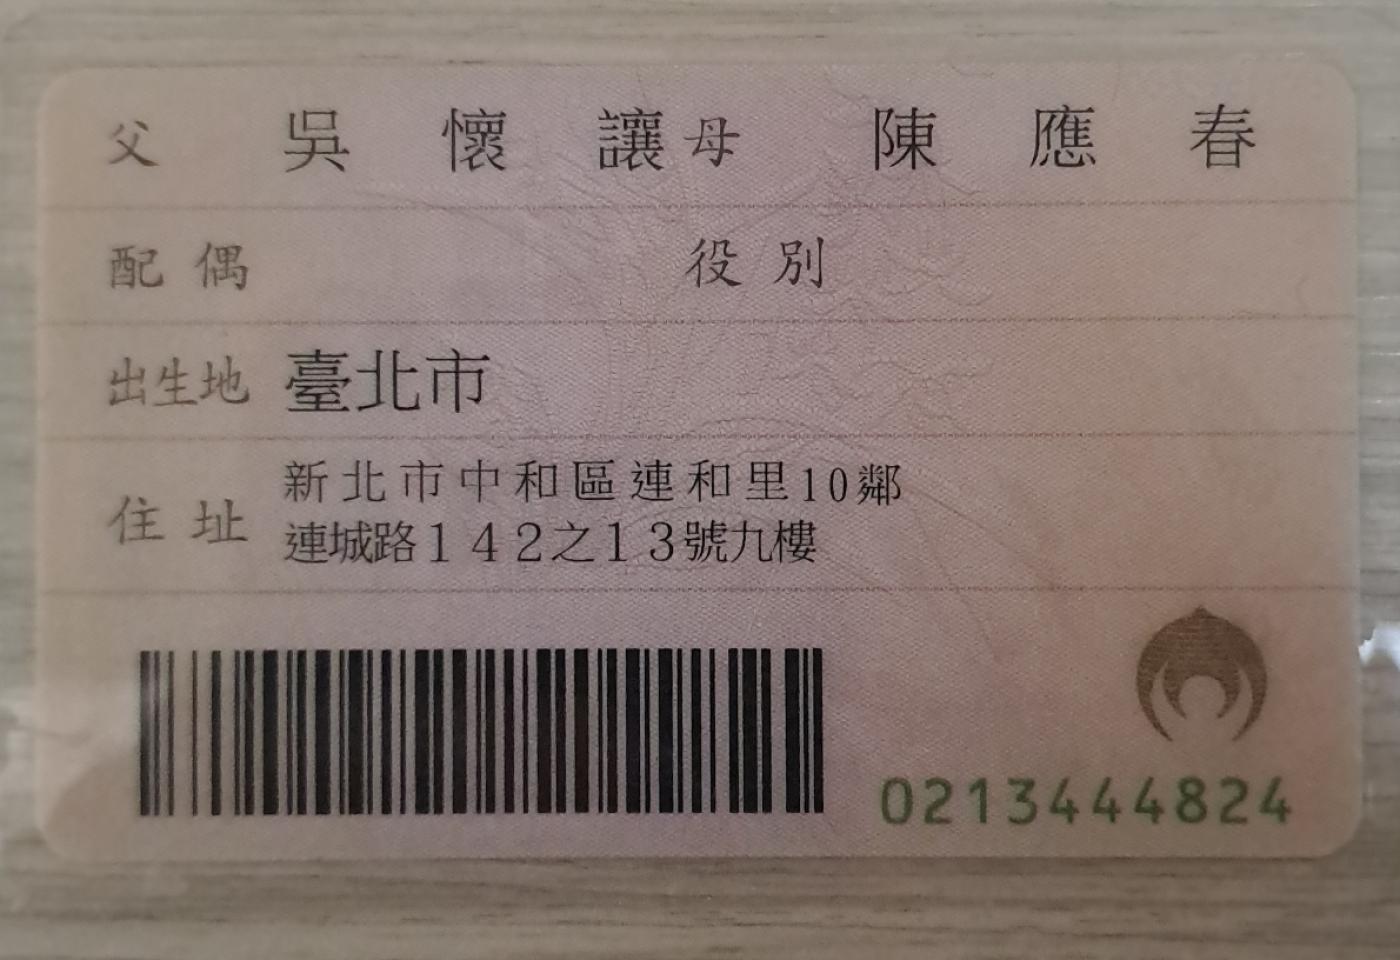 父 吳懷讓 母 陳應春
配偶 役別
出生地 臺北市
住址 新北市中和區連和里10鄰
連城路142之13號九樓
0213444824